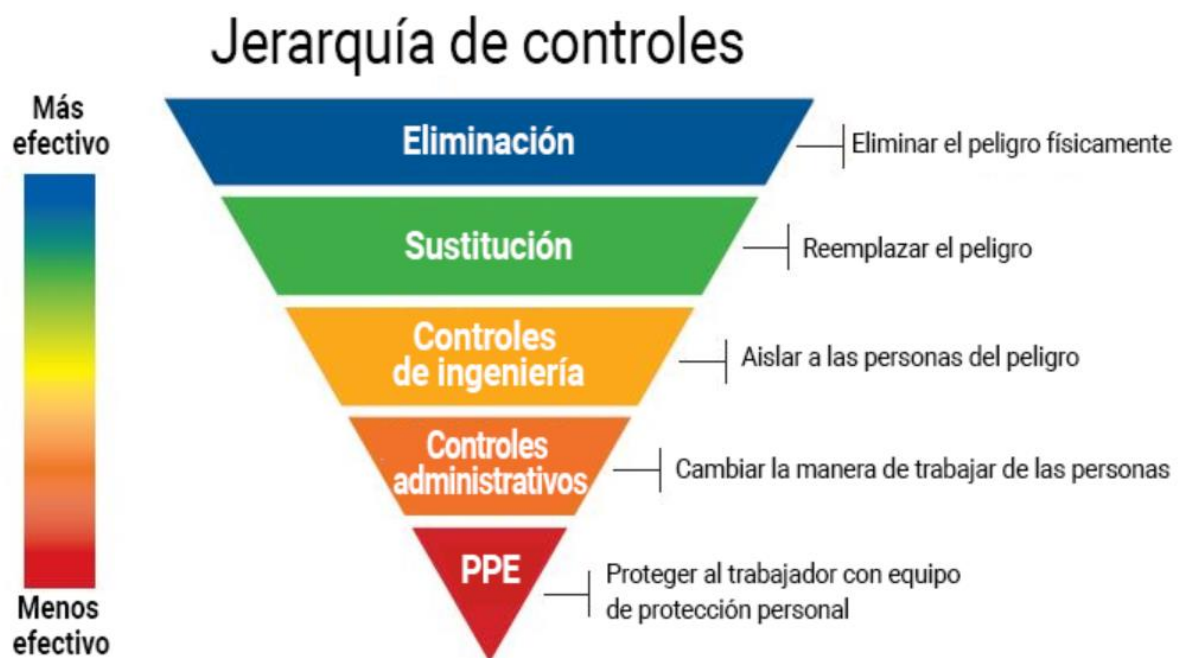 Jerarquía de controles
Más
efectivo
Eliminación
Eliminar el peligro físicamente
Sustitución
Reemplazar el peligro
Controles
de ingeniería
Aislar a las personas del peligro
Controles
administrativos
Cambiar la manera de trabajar de las personas
PPE
Proteger al trabajador con equipo
de protección personal
Menos
efectivo